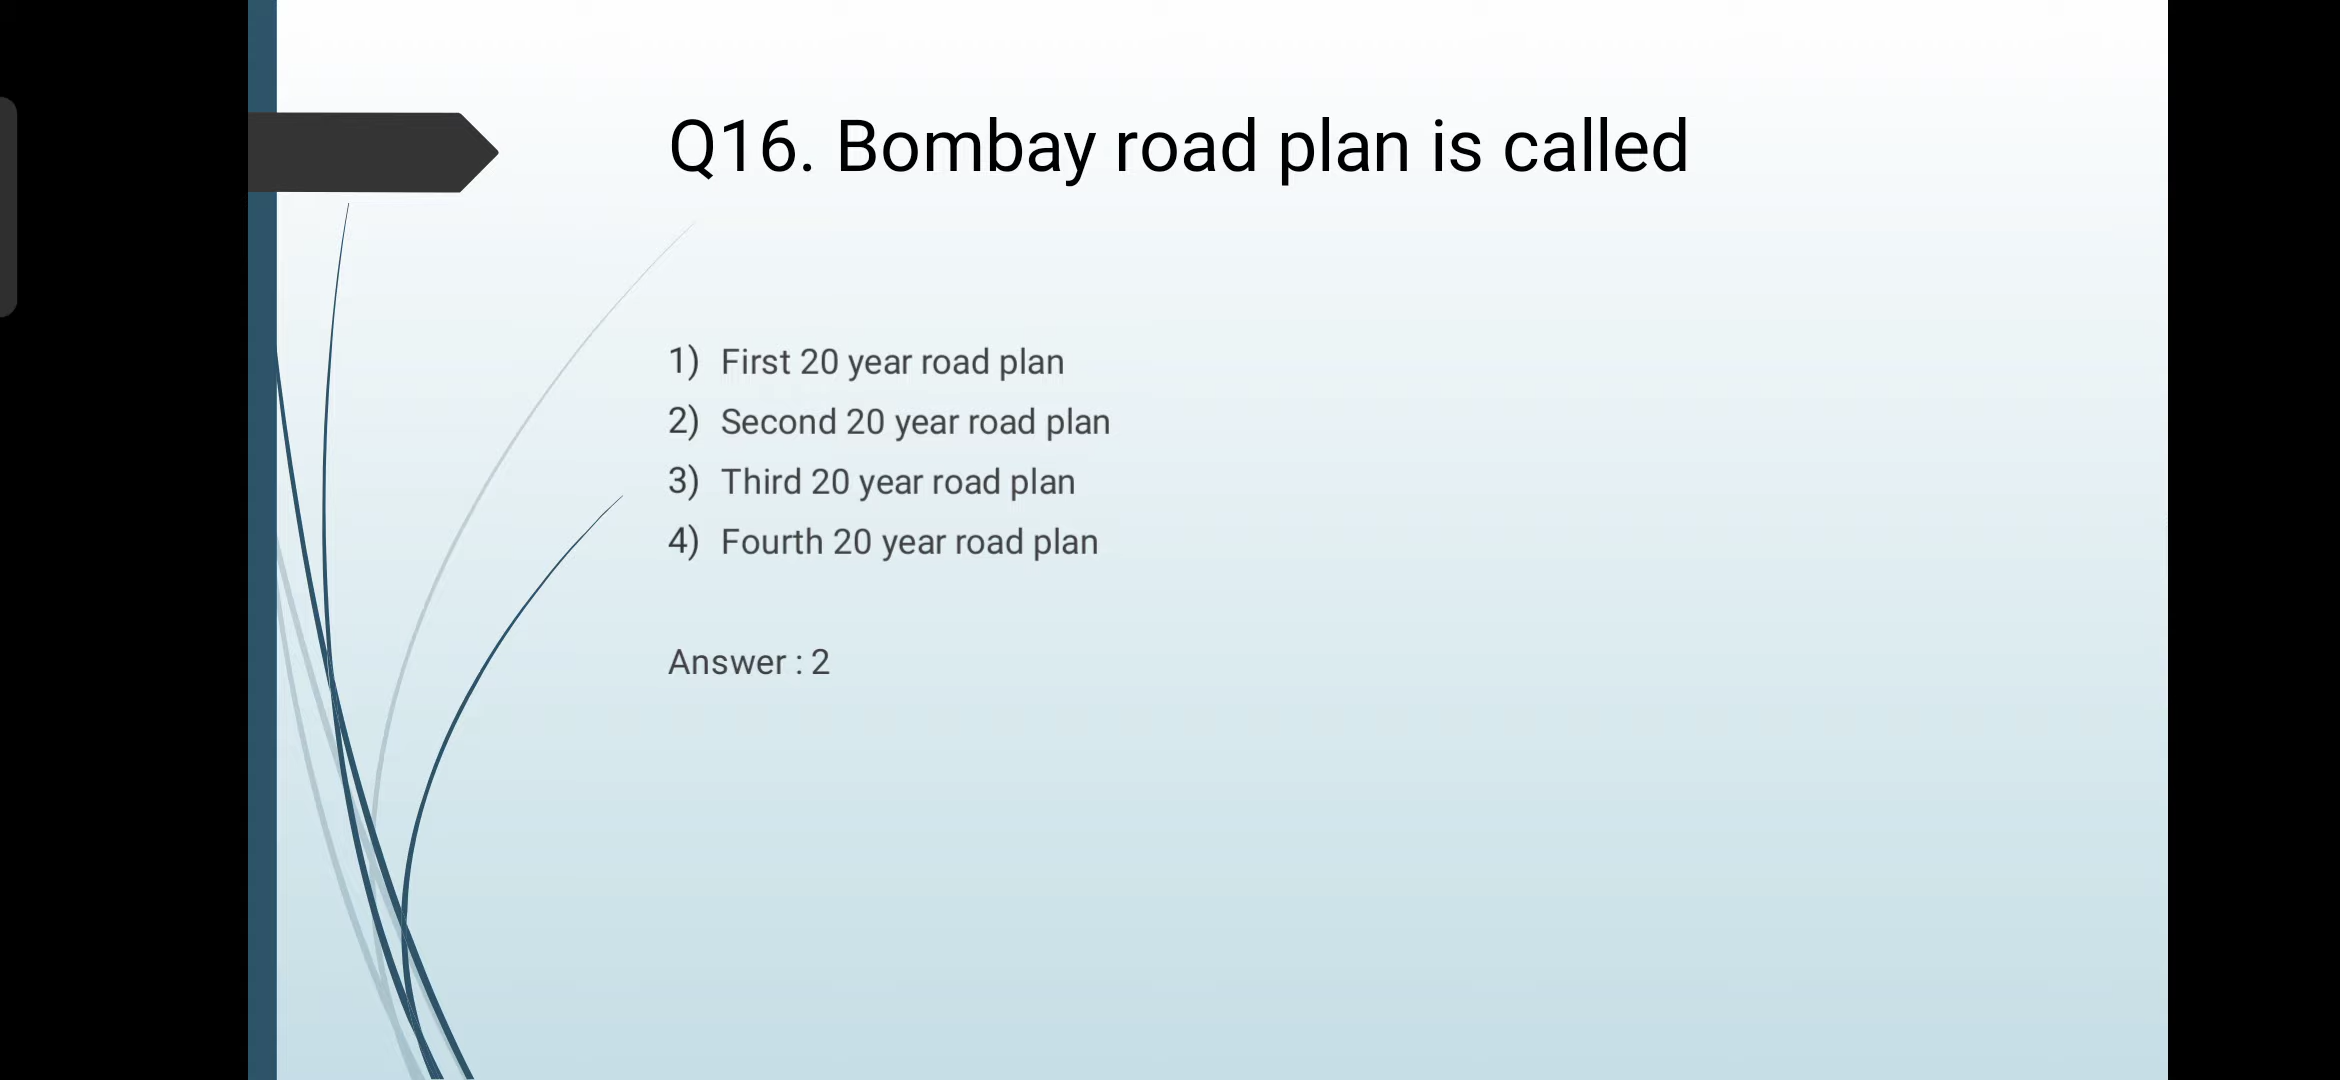 Q16. Bombay road plan is called
1) First 20 year road plan
2) Second 20 year road plan
3) Third 20 year road plan
4) Fourth 20 year road plan
Answer : 2